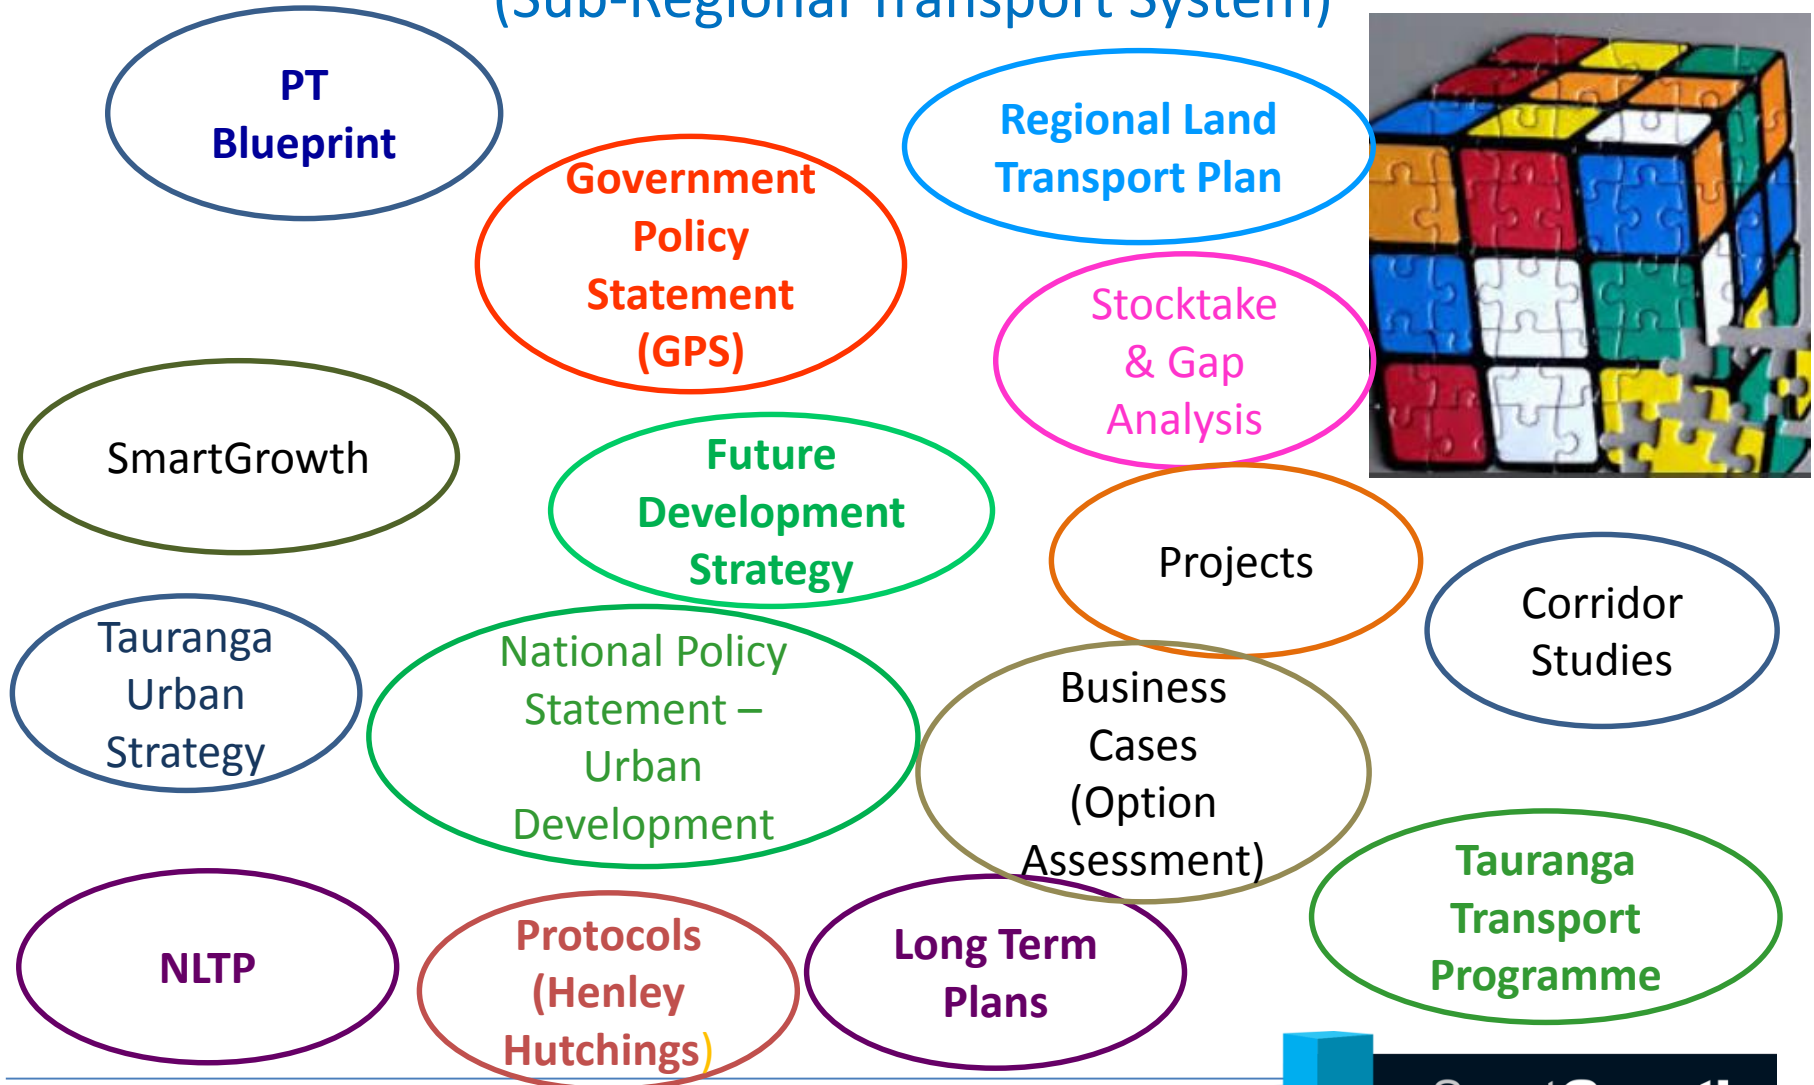 (Sub-Regional Transport System)
PT
Blueprint
Regional Land
Transport Plan
Government
Policy
Statement
(GPS)
Stocktake
& Gap
Analysis
SmartGrowth
Future
Development
Strategy
Projects
Corridor
Studies
Tauranga
Urban
Strategy
National Policy
Statement –
Urban
Development
Business
Cases
(Option
Assessment)
Tauranga
Transport
Programme
NLTP
Protocols
(Henley
Hutchings)
Long Term
Plans